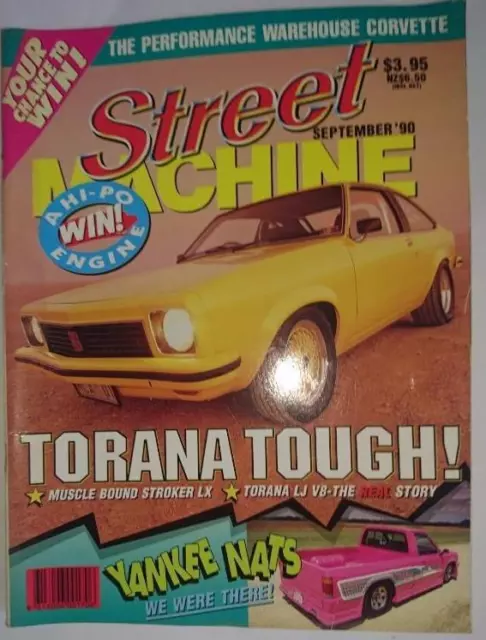 THE PERFORMANCE WAREHOUSE CORVETTE
YOUR
CHANCE TO
WIN!
$3.95
NZ$6.50
Street
SEPTEMBER '90
MACHINE
A HI-PO
WIN!
ENGINE
TORANA TOUGH!
MUSCLE BOUND STROKER LX TORANA LJ V8-THE REAL STORY
YANKEE NATS
WE WERE THERE!